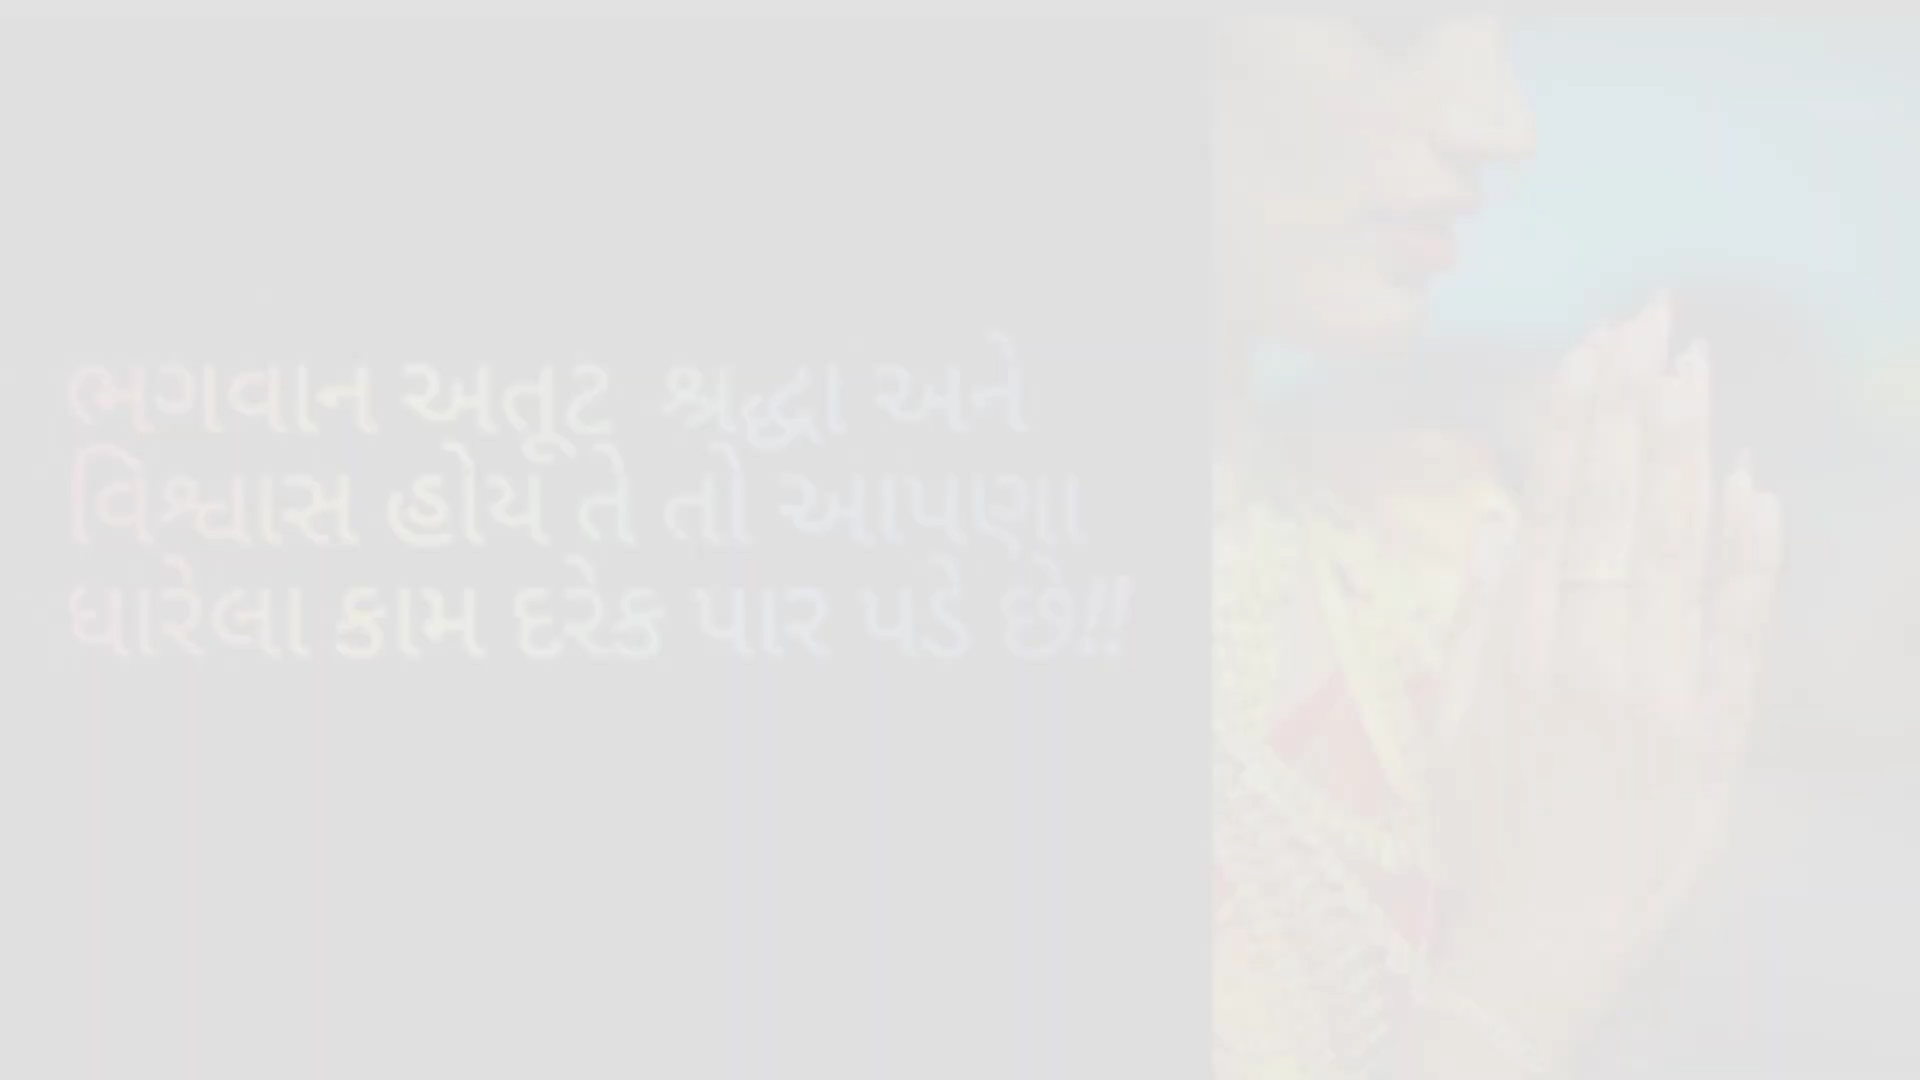 ભગવાન અતૂટ શ્રદ્ધા અને
વિશ્વાસ હોય તે તો આપણા
ધારેલા કામ દરેક પાર પડે છે!!